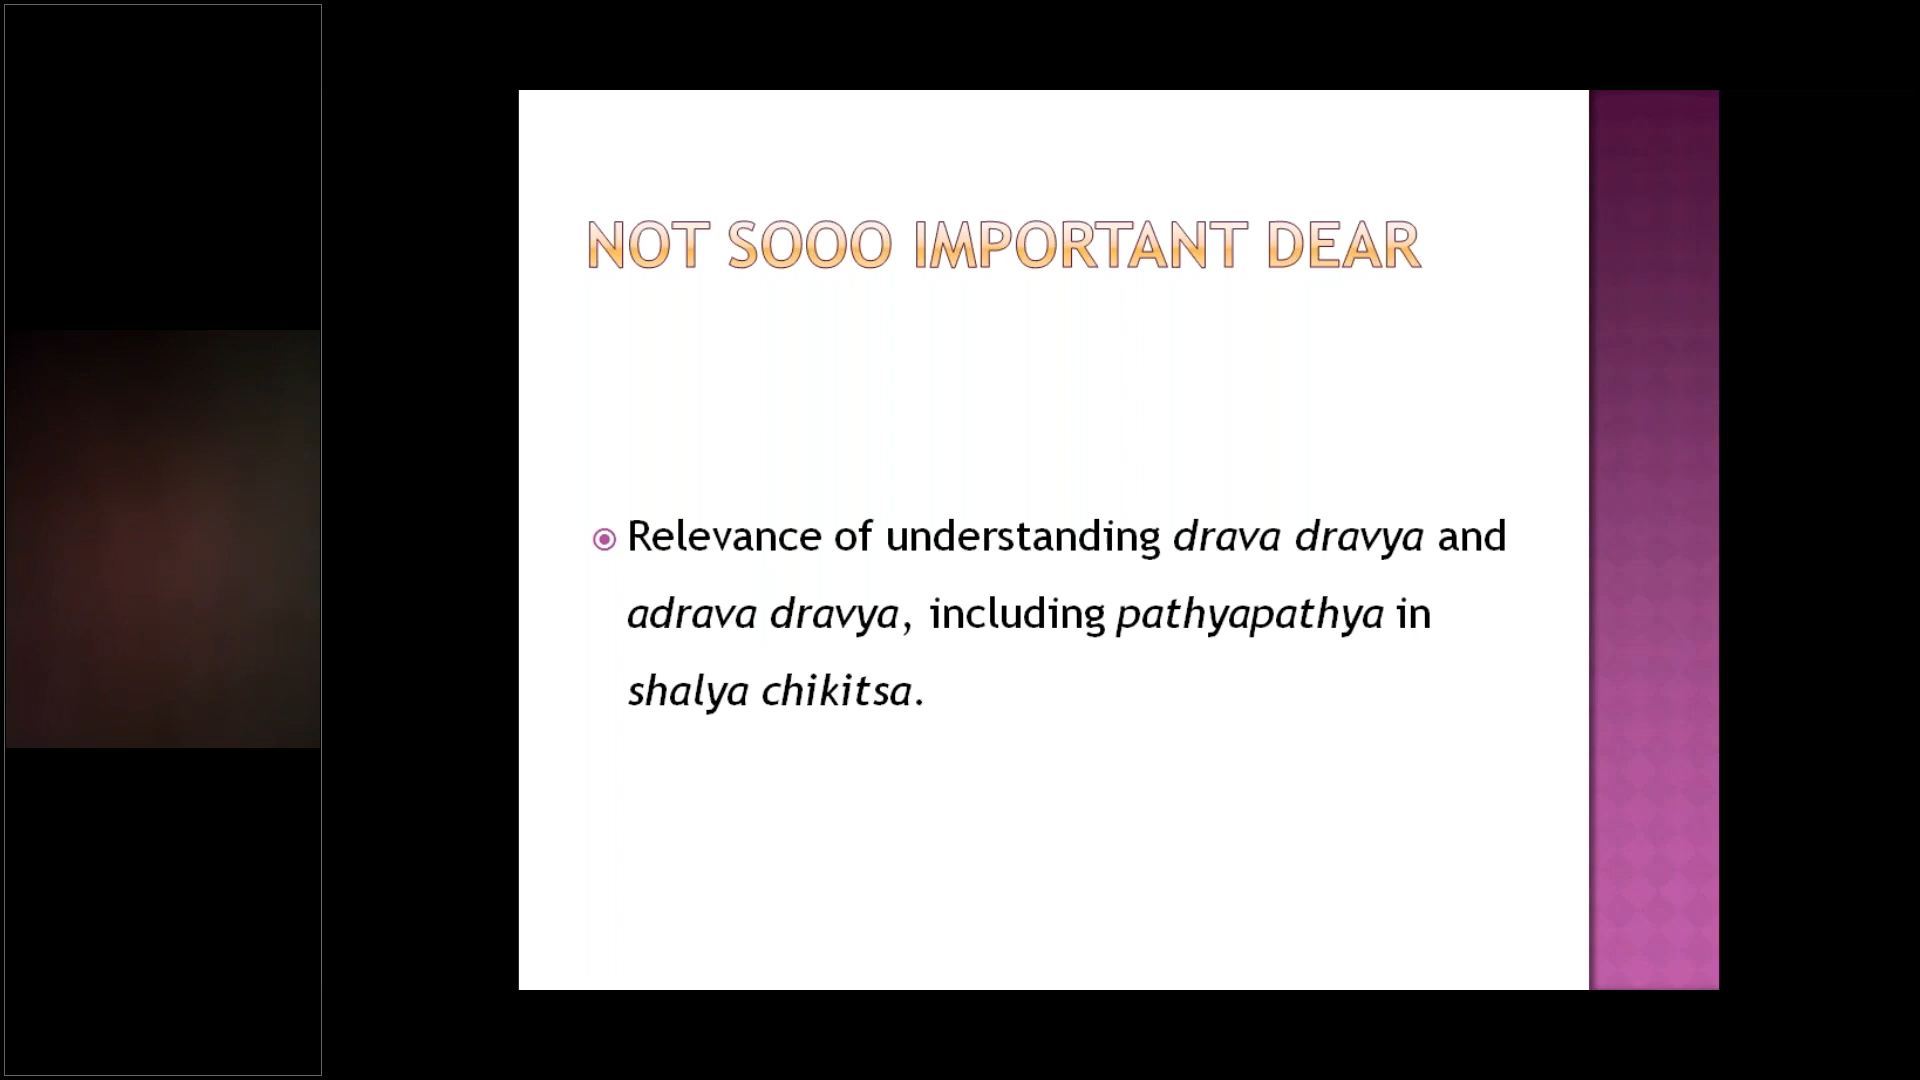 NOT SOOO IMPORTANT DEAR
Relevance of understanding drava dravya and
adrava dravya, including pathyapathya in
shalya chikitsa.